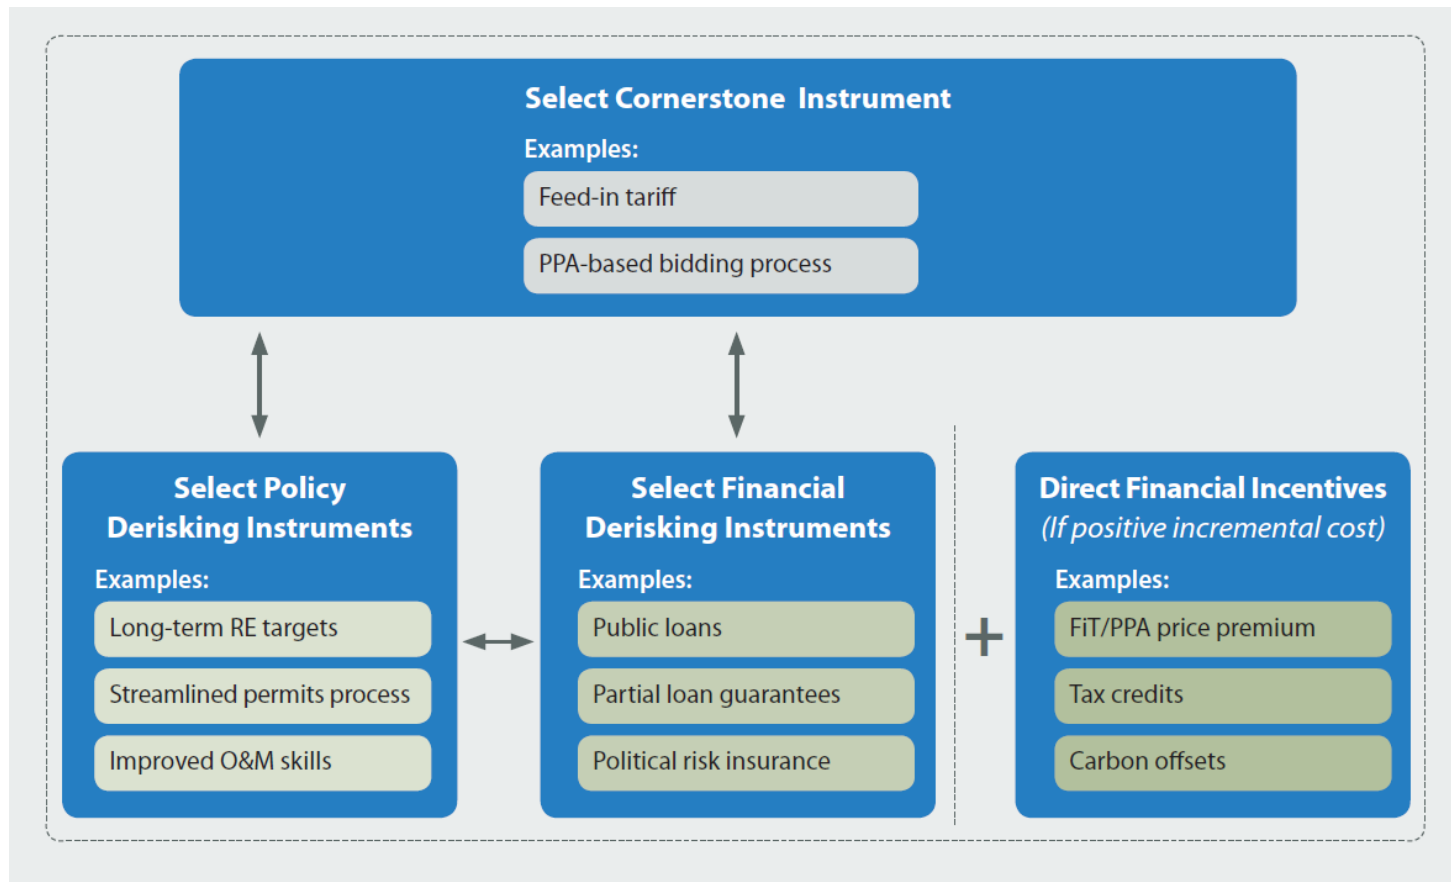 Select Cornerstone Instrument
Examples:
Feed-in tariff
PPA-based bidding process
Select Policy
Derisking Instruments
Examples:
Long-term RE targets
Streamlined permits process
Improved O&M skills
Select Financial
Derisking Instruments
Examples:
Public loans
Partial loan guarantees
Political risk insurance
+
Direct Financial Incentives
(If positive incremental cost)
Examples:
FiT/PPA price premium
Tax credits
Carbon offsets